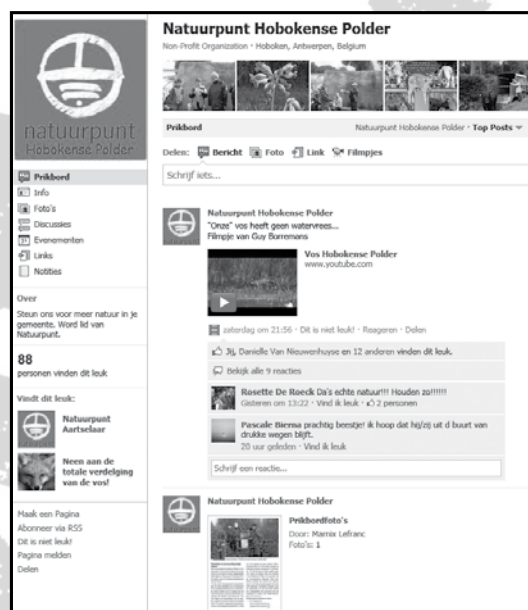 natuurpunt
Hobokense Polder
Prikbord
Info
Foto's
Discussies
Evenementen
Links
Notities
Over
Steun ons voor meer natuur in je
gemeente. Word lid van
Natuurpunt.
88
personen vinden dit leuk
Vindt dit leuk:
Natuurpunt
Aartselaar
Neen aan de
totale verdelging
van de vos!
Maak een Pagina
Abonneer via RSS
Dit is niet leuk!
Pagina melden
Delen
Natuurpunt Hobokense Polder
Non-Profit Organization · Hoboken, Antwerpen, Belgium
Prikbord Natuurpunt Hobokense Polder · Top Posts
Delen: Bericht Foto Link Filmpjes
Schrijf iets...
Natuurpunt Hobokense Polder
"Onze" vos heeft geen watervrees...
Filmpje van Guy Borremans
Vos Hobokense Polder
www.youtube.com
zaterdag om 21:56 · Dit is niet leuk! · Reageren · Delen
Jij, Danielle Van Nieuwenhuyse en 12 anderen vinden dit leuk.
Bekijk alle 9 reacties
Rosette De Roeck Da's echte natuur!!! Houden zo!!!!!!
Gisteren om 13:22 · Vind ik leuk · 2 personen
Pascale Bierna prachtig beestje! ik hoop dat hij/zij uit d buurt van
drukke wegen blijft.
20 uur geleden · Vind ik leuk
Schrijf een reactie...
Natuurpunt Hobokense Polder
Prikbordfoto's
Door: Marnix Lefranc
Foto's: 1